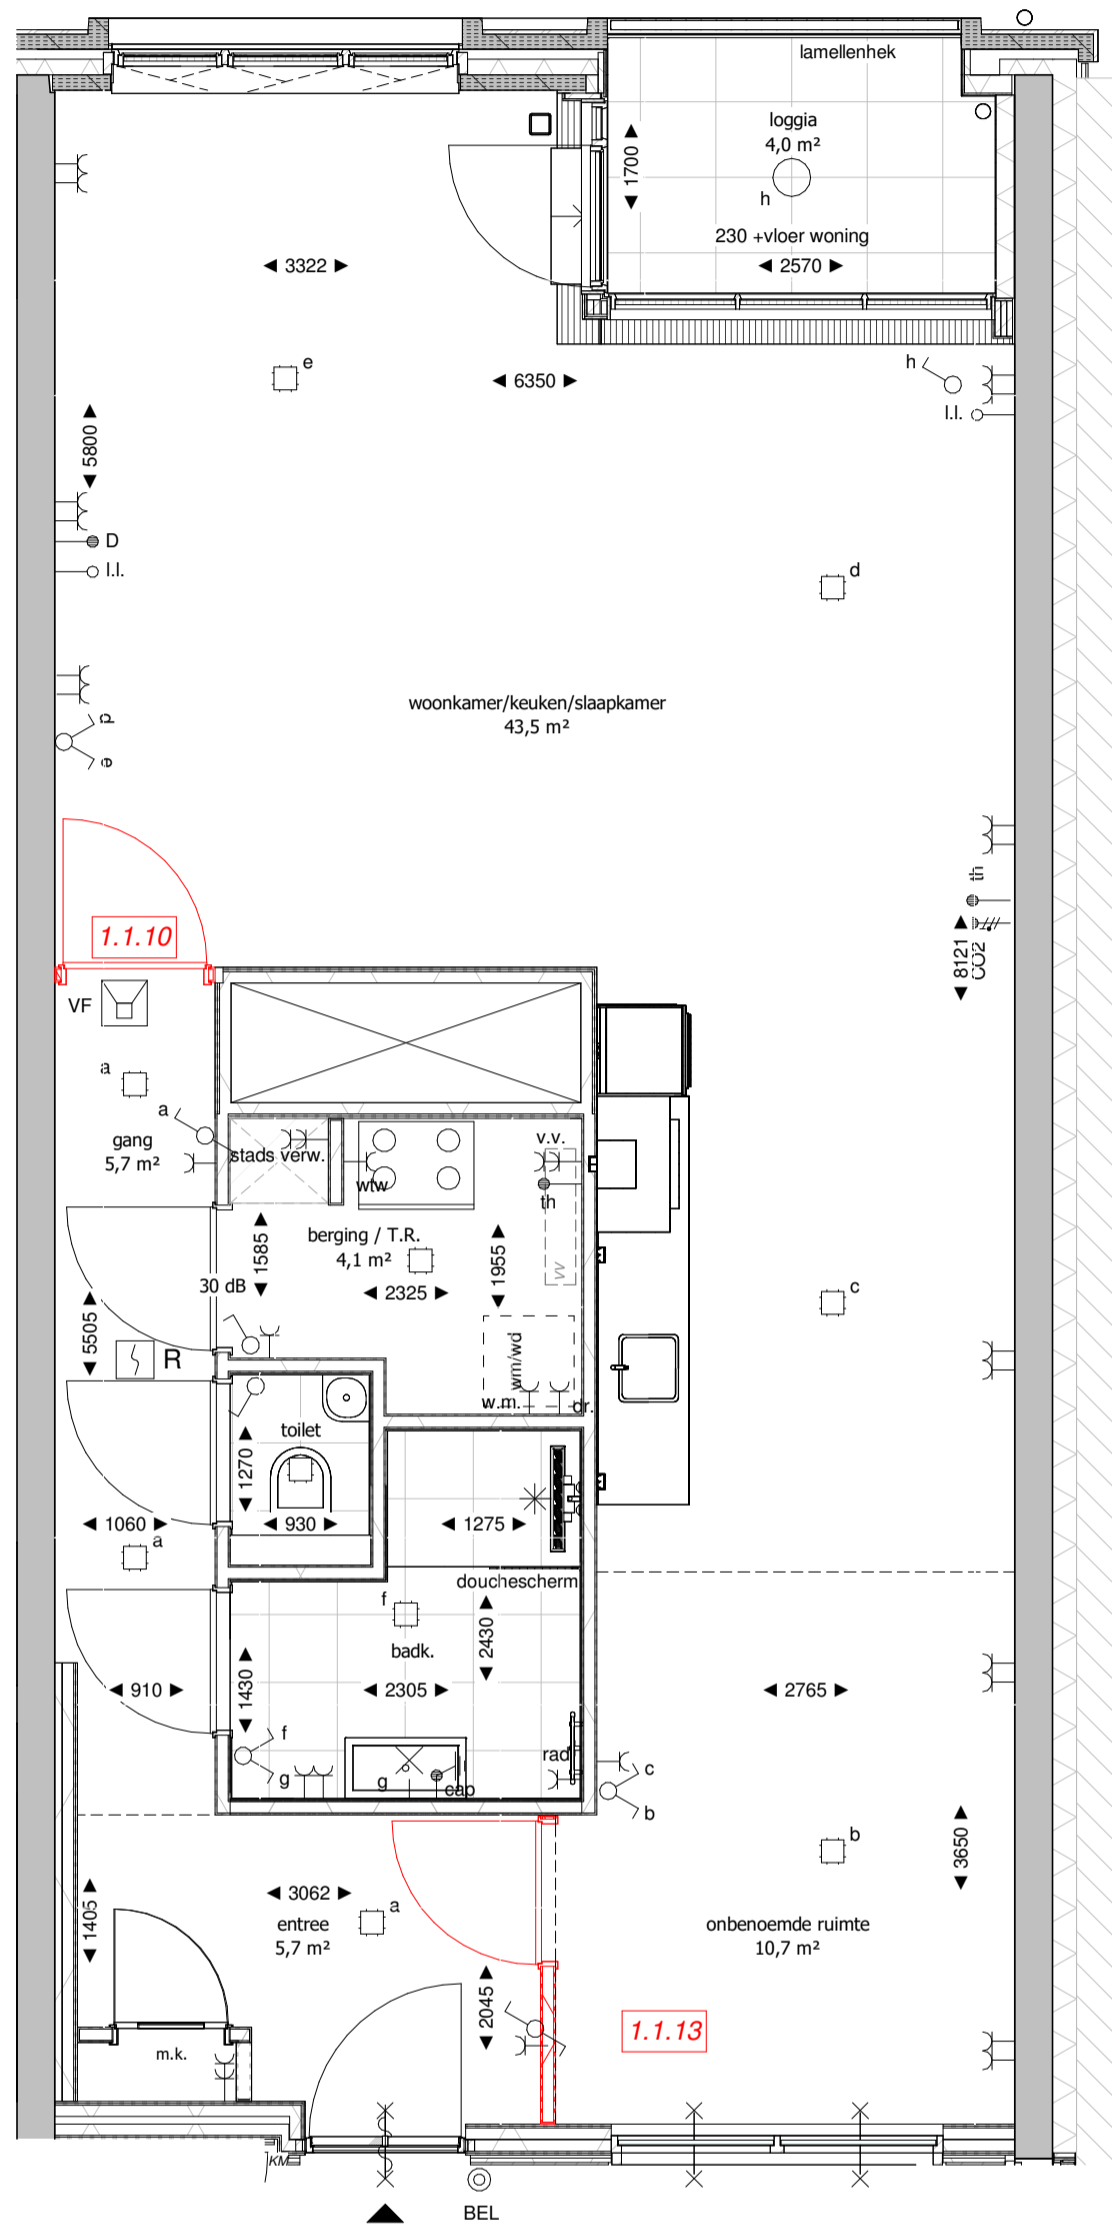 lamellenhek
loggia
4,0 m²
1700
h
230 +vloer woning
2570
3322
e
6350
h
l.l.
5800
D
l.l.
d
woonkamer/keuken/slaapkamer
43,5 m²
d
e
th
CO2
8121
1.1.10
VF
a
a
gang
5,7 m²
stads verw.
wtw
v.v.
th
berging / T.R.
4,1 m²
1585
1955
vv
2325
30 dB
c
5505
R
wm/wd
w.m.
dr.
toilet
1270
1060
930
1275
a
douchescherm
f
2430
badk.
910
1430
2305
2765
f
g
g
cap
rad
c
b
b
3650
1405
3062
a
entree
5,7 m²
onbenoemde ruimte
10,7 m²
2045
1.1.13
m.k.
KM
BEL